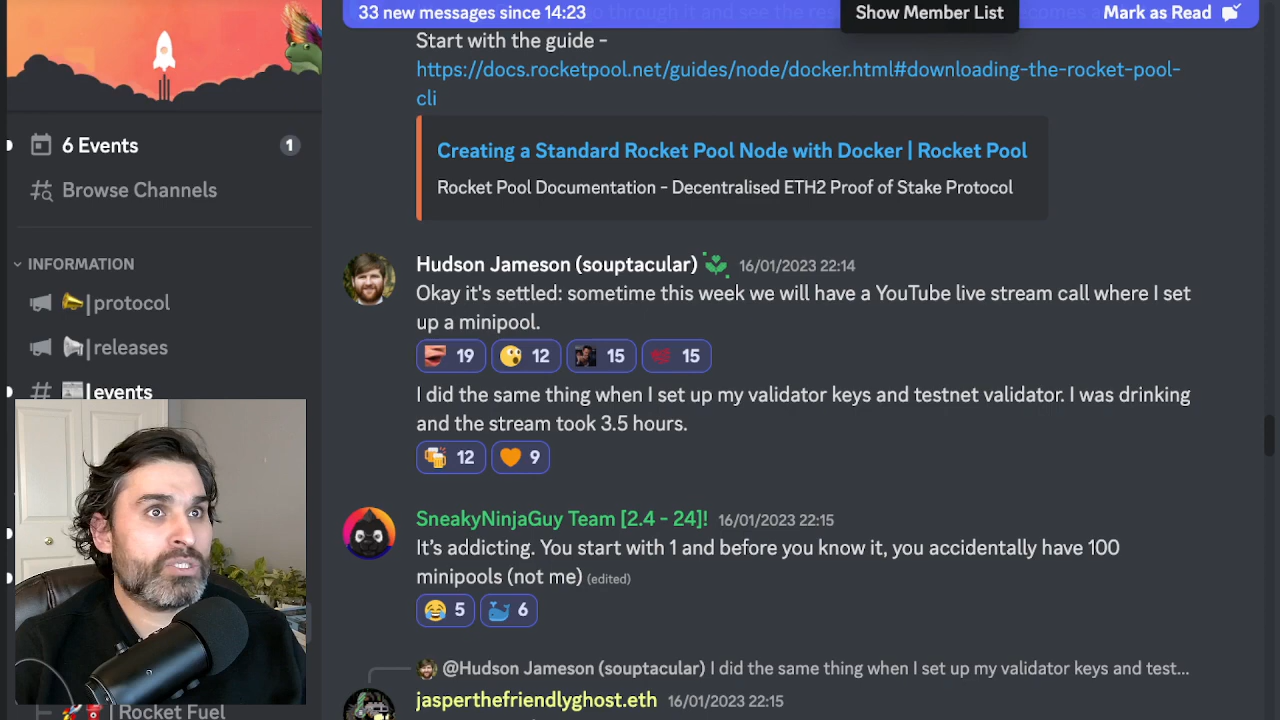 33 new messages since 14:23
Show Member List
Mark as Read
Start with the guide -
https://docs.rocketpool.net/guides/node/docker.html#downloading-the-rocket-pool-
cli
6 Events
1
Creating a Standard Rocket Pool Node with Docker | Rocket Pool
Browse Channels
Rocket Pool Documentation - Decentralised ETH2 Proof of Stake Protocol
INFORMATION
Hudson Jameson (souptacular) 16/01/2023 22:14
Okay it's settled: sometime this week we will have a YouTube live stream call where I set
up a minipool.
|protocol
19 12 15 15
|releases
|events
I did the same thing when I set up my validator keys and testnet validator. I was drinking
and the stream took 3.5 hours.
12 9
SneakyNinjaGuy Team [2.4 - 24]! 16/01/2023 22:15
It's addicting. You start with 1 and before you know it, you accidentally have 100
minipools (not me) (edited)
5 6
@Hudson Jameson (souptacular) I did the same thing when I set up my validator keys and test...
jasperthefriendlyghost.eth 16/01/2023 22:15
| Rocket Fuel